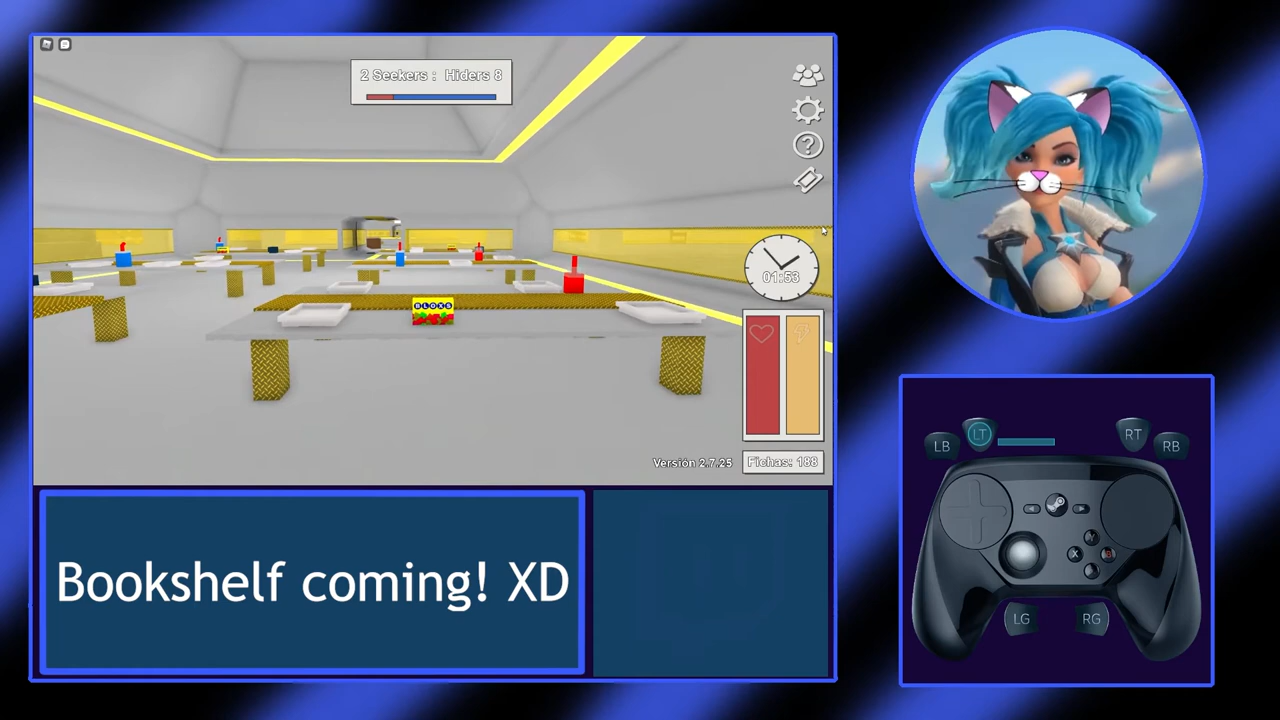 2 Seekers : Hiders 8
01:53
BLOXS
Versión 2.7.25
Fichas: 188
Bookshelf coming! XD
LB
LT
RT
RB
Y
X
B
LG
RG